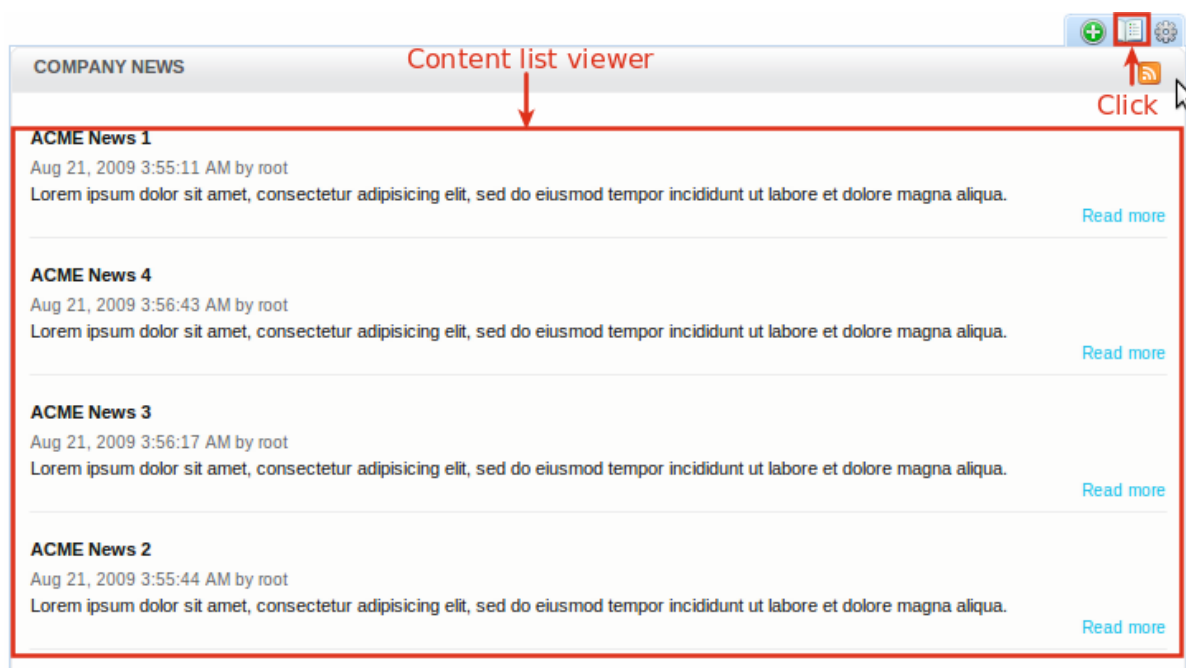 Content list viewer
COMPANY NEWS
Click
ACME News 1
Aug 21, 2009 3:55:11 AM by root
Lorem ipsum dolor sit amet, consectetur adipisicing elit, sed do eiusmod tempor incididunt ut labore et dolore magna aliqua.
Read more
ACME News 4
Aug 21, 2009 3:56:43 AM by root
Lorem ipsum dolor sit amet, consectetur adipisicing elit, sed do eiusmod tempor incididunt ut labore et dolore magna aliqua.
Read more
ACME News 3
Aug 21, 2009 3:56:17 AM by root
Lorem ipsum dolor sit amet, consectetur adipisicing elit, sed do eiusmod tempor incididunt ut labore et dolore magna aliqua.
Read more
ACME News 2
Aug 21, 2009 3:55:44 AM by root
Lorem ipsum dolor sit amet, consectetur adipisicing elit, sed do eiusmod tempor incididunt ut labore et dolore magna aliqua.
Read more